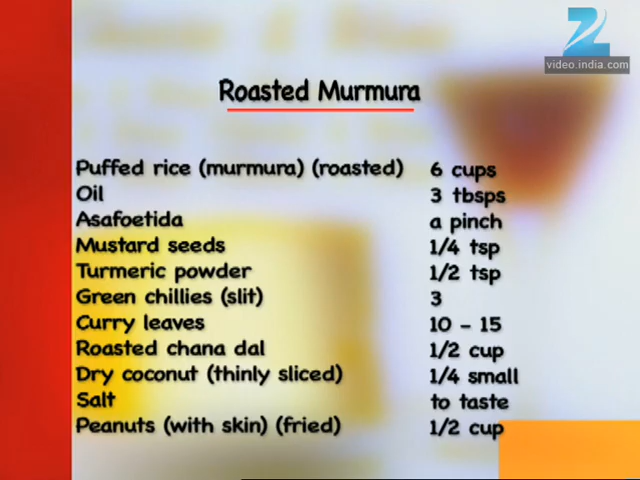 Z
video.india.com
Roasted Murmura
Puffed rice (murmura) (roasted) 6 cups
Oil 3 tbsps
Asafoetida a pinch
Mustard seeds 1/4 tsp
Turmeric powder 1/2 tsp
Green chillies (slit) 3
Curry leaves 10 - 15
Roasted chana dal 1/2 cup
Dry coconut (thinly sliced) 1/4 small
Salt to taste
Peanuts (with skin) (fried) 1/2 cup